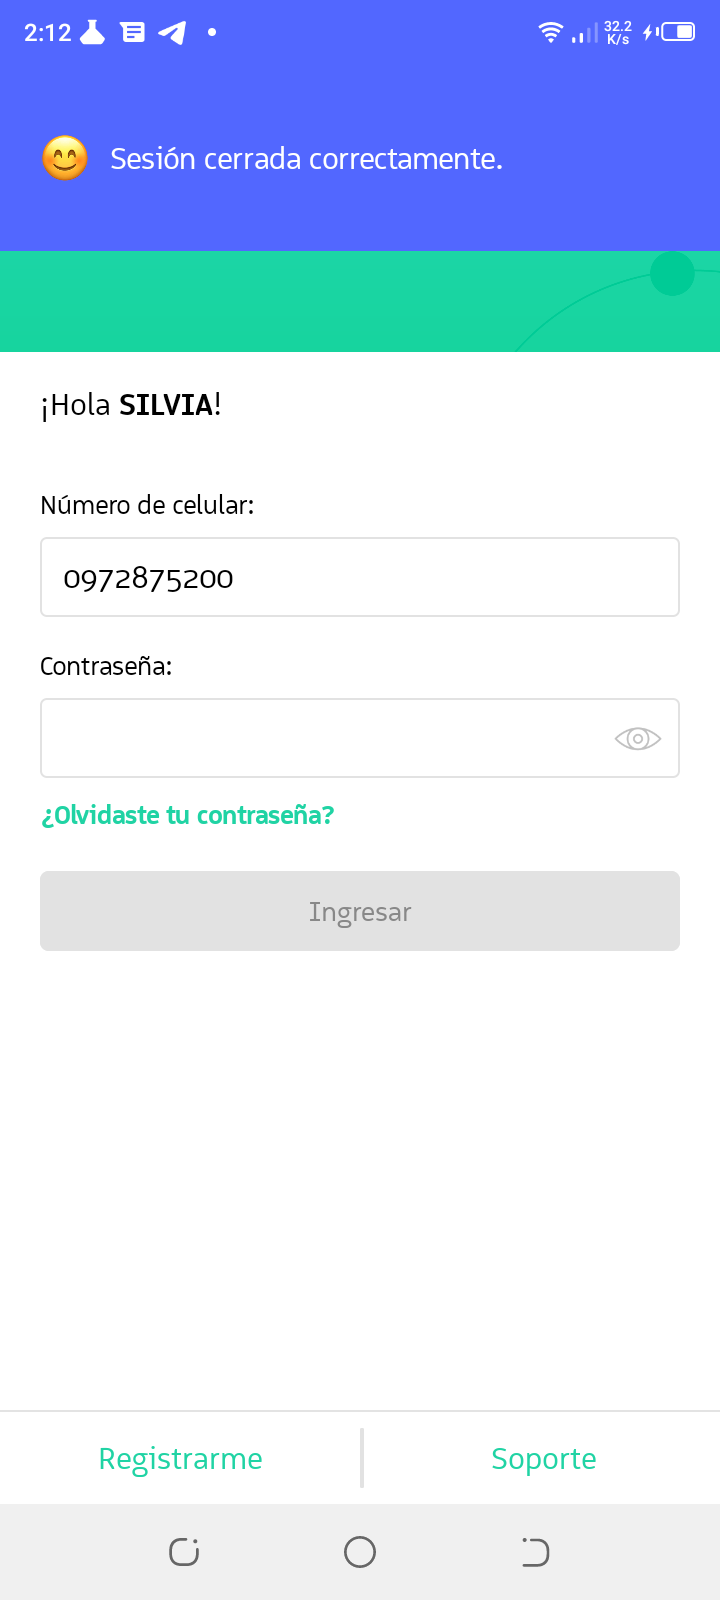 2:12
32.2
K/s
Sesión cerrada correctamente.
¡Hola SILVIA!
Número de celular:
0972875200
Contraseña:
¿Olvidaste tu contraseña?
Ingresar
Registrarme
Soporte